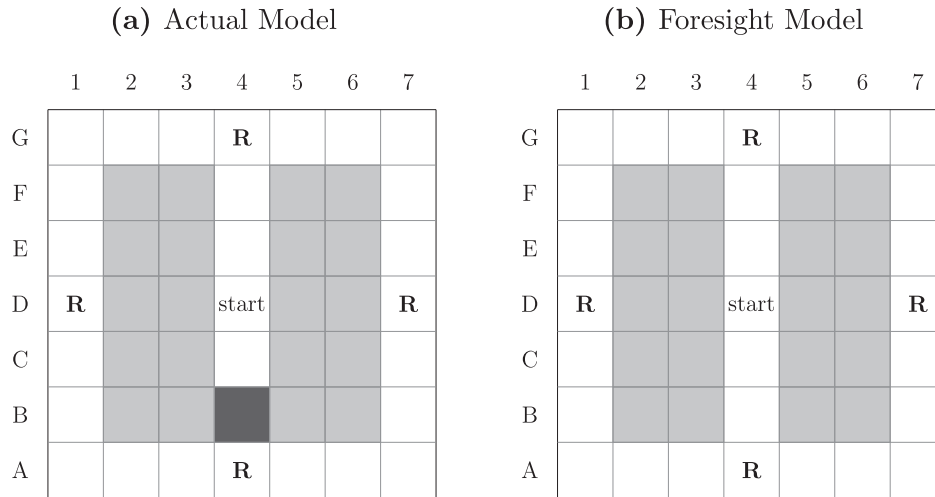 (a) Actual Model
(b) Foresight Model
1 2 3 4 5 6 7
1 2 3 4 5 6 7
G R
G R
F
F
E
E
D R start R
D R start R
C
C
B
B
A R
A R